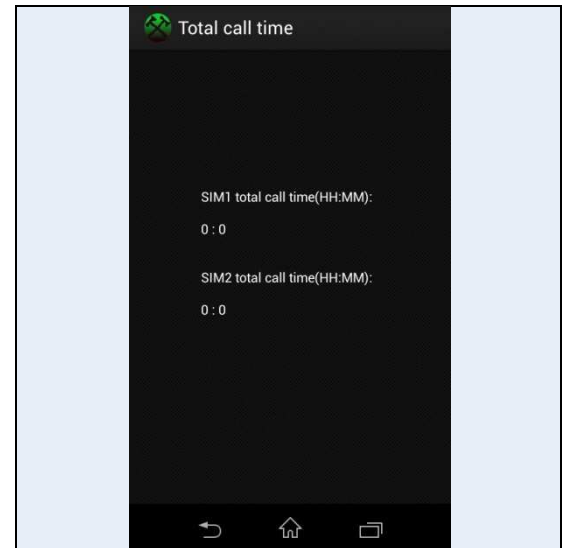 Total call time
SIM1 total call time(HH:MM):
0 : 0
SIM2 total call time(HH:MM):
0 : 0